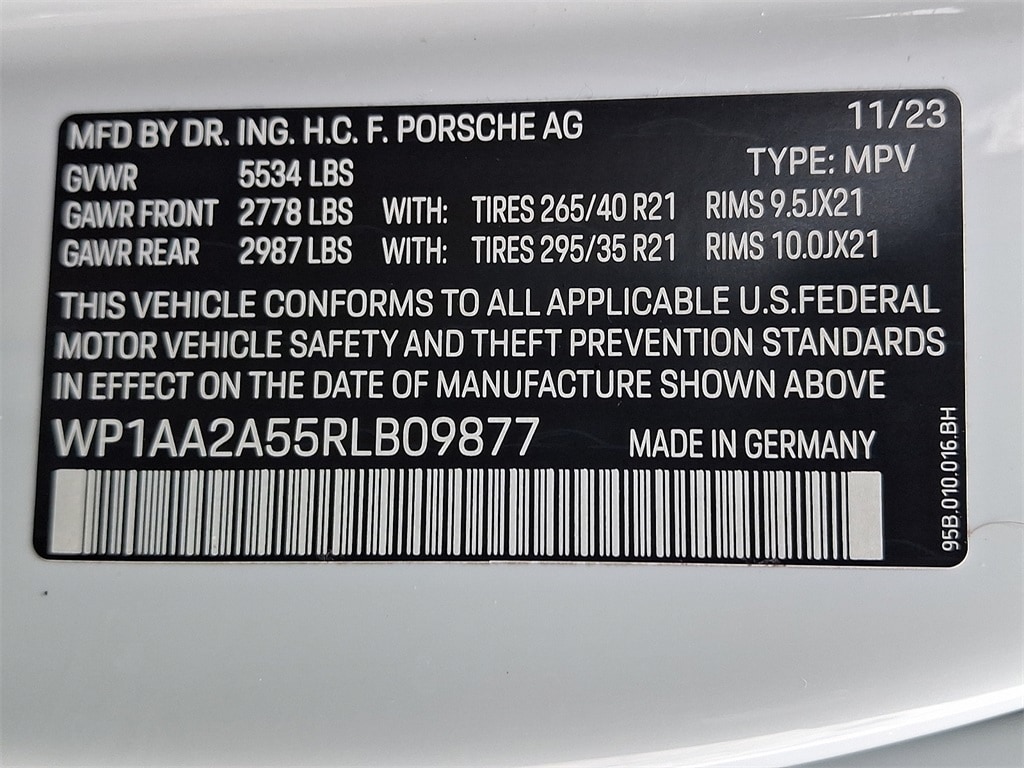 MFD BY DR. ING. H.C. F. PORSCHE AG 11/23
GVWR 5534 LBS TYPE: MPV
GAWR FRONT 2778 LBS WITH: TIRES 265/40 R21 RIMS 9.5JX21
GAWR REAR 2987 LBS WITH: TIRES 295/35 R21 RIMS 10.0JX21
THIS VEHICLE CONFORMS TO ALL APPLICABLE U.S.FEDERAL
MOTOR VEHICLE SAFETY AND THEFT PREVENTION STANDARDS
IN EFFECT ON THE DATE OF MANUFACTURE SHOWN ABOVE
WP1AA2A55RLB09877 MADE IN GERMANY
95B.010.016.BH